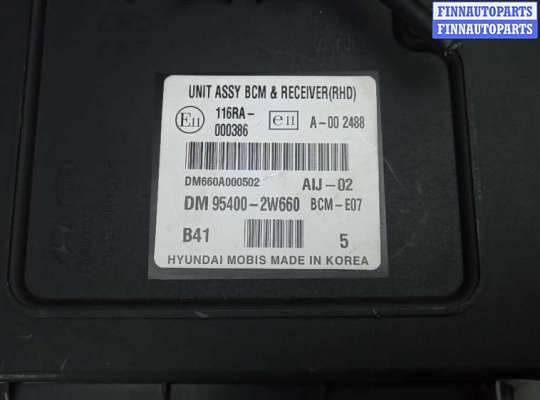 FINNAUTOPARTS
FINNAUTOPARTS
UNIT ASSY BCM & RECEIVER(RHD)
E11 116RA- e11 A-00 2488
000386
DM660A000502 AIJ-02
DM 95400-2W660 BCM-E07
B41 5
HYUNDAI MOBIS MADE IN KOREA